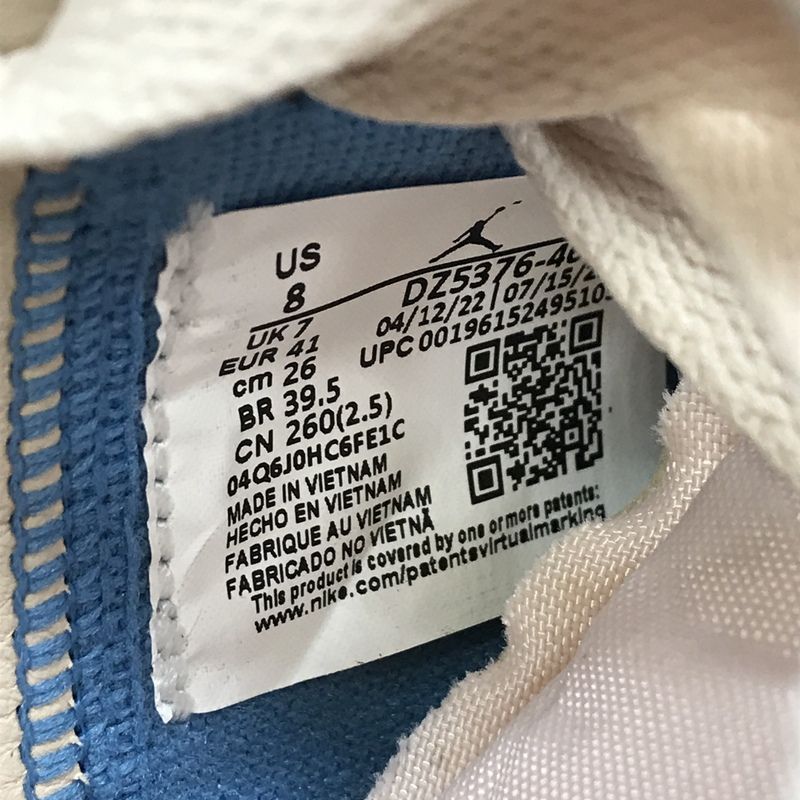 US
8
UK 7
EUR 41
cm 26
BR 39.5
CN 260(2.5)
04Q6J0HC6FE1C
MADE IN VIETNAM
HECHO EN VIETNAM
FABRIQUE AU VIETNAM
FABRICADO NO VIETNÃ
This product is covered by one or more patents:
www.nike.com/patentsvirtualmarking
DZ5376-4
04/12/22 | 07/15/2
UPC 00196152495103